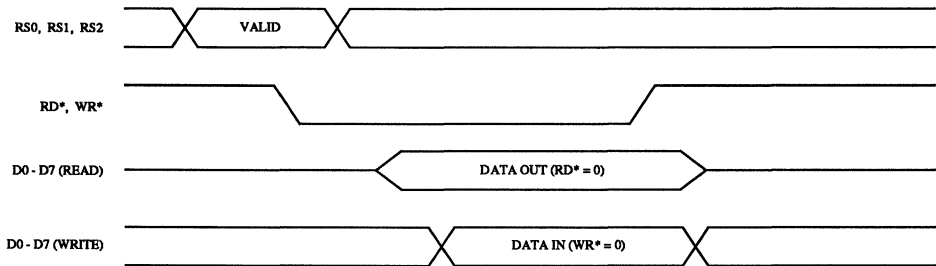 RS0, RS1, RS2
VALID
RD*, WR*
D0 - D7 (READ)
DATA OUT (RD* = 0)
D0 - D7 (WRITE)
DATA IN (WR* = 0)